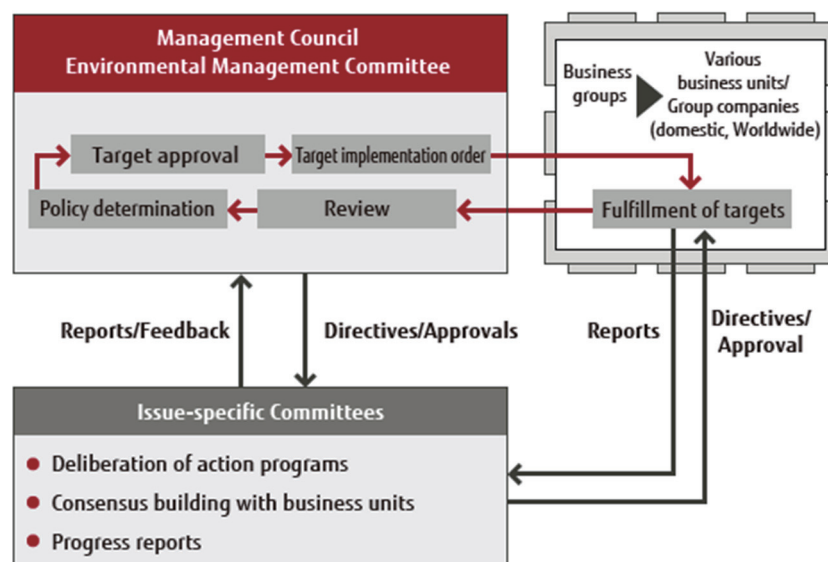 Management Council
Environmental Management Committee
Target approval
Target implementation order
Policy determination
Review
Business
groups
Various
business units/
Group companies
(domestic, Worldwide)
Fulfillment of targets
Reports/Feedback
Directives/Approvals
Reports
Directives/
Approval
Issue-specific Committees
Deliberation of action programs
Consensus building with business units
Progress reports